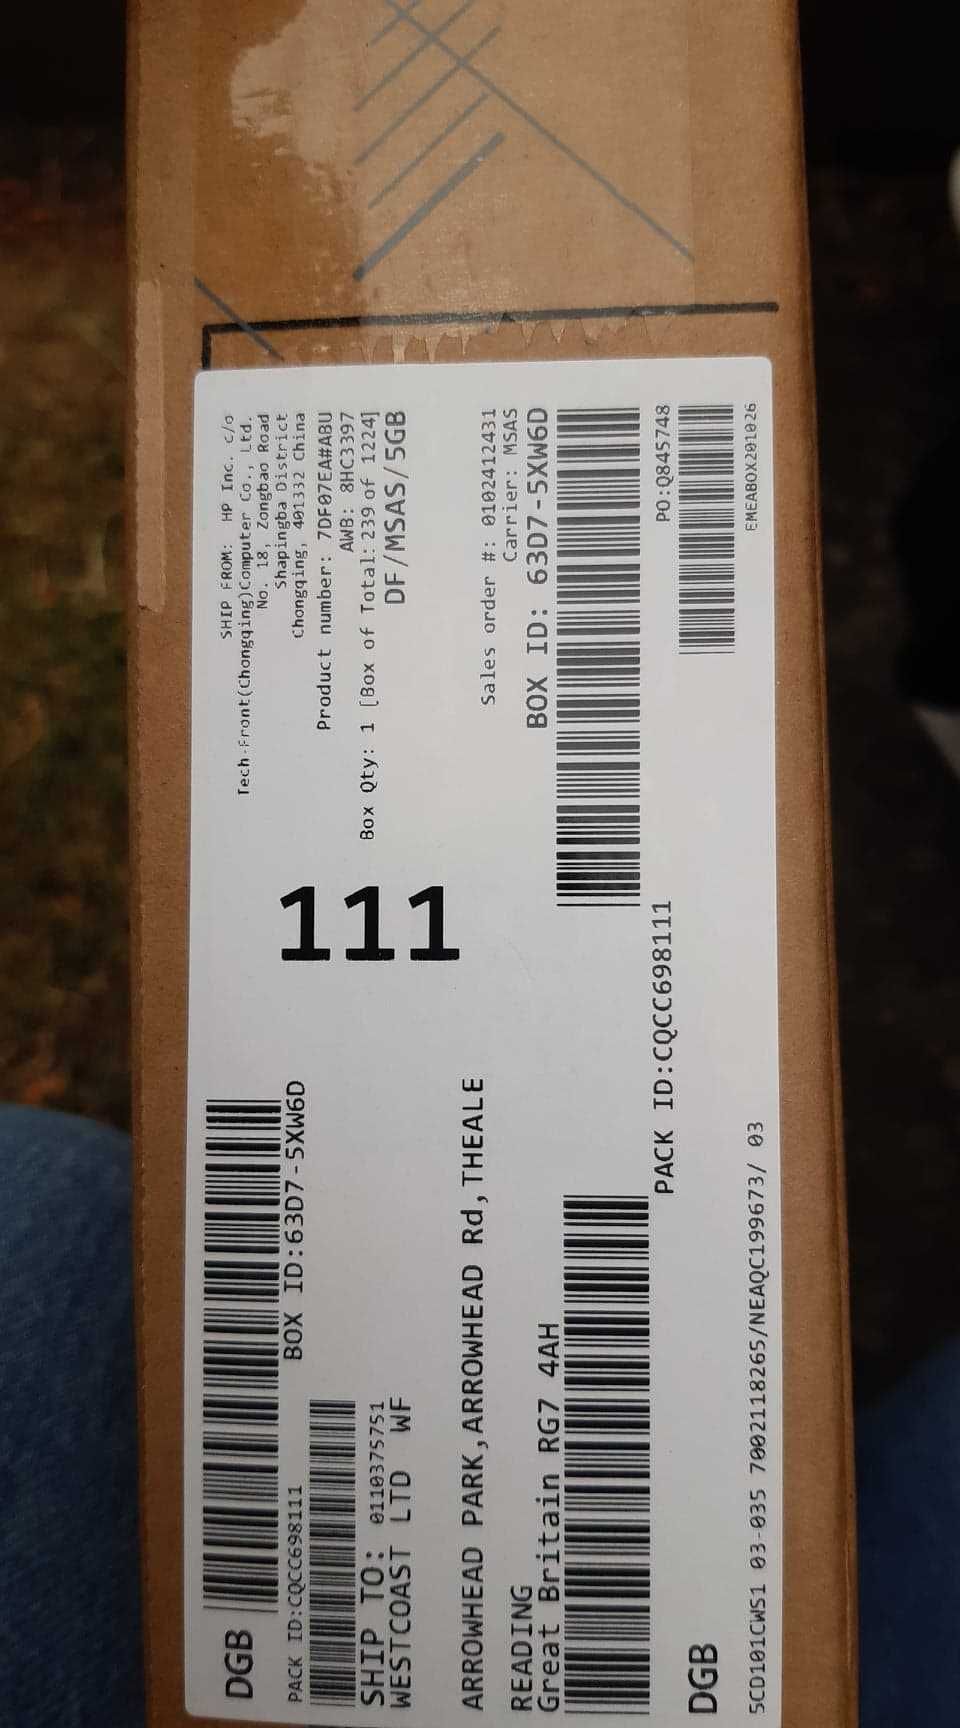 DGB
BOX ID:63D7-5XW6D
PACK ID:CQCC698111
SHIP TO: 0110375751
WESTCOAST LTD WF
ARROWHEAD PARK,ARROWHEAD Rd,THEALE
READING
Great Britain RG7 4AH
111
SHIP FROM: HP Inc. c/o
Tech-Front(Chongqing)Computer Co., Ltd.
No. 18, Zongbao Road
Shapingba District
Chongqing, 401332 China
Product number: 7DF07EA#ABU
AWB: 8HC3397
Box Qty: 1 [Box of Total:239 of 1224]
DF/MSAS/5GB
Sales order #: 0102412431
Carrier: MSAS
BOX ID: 63D7-5XW6D
PACK ID:CQCC698111
PO:Q845748
DGB
5CD101CWS1 03-035 7002118265/NEAQC199673/ 03
EMEABOX201026